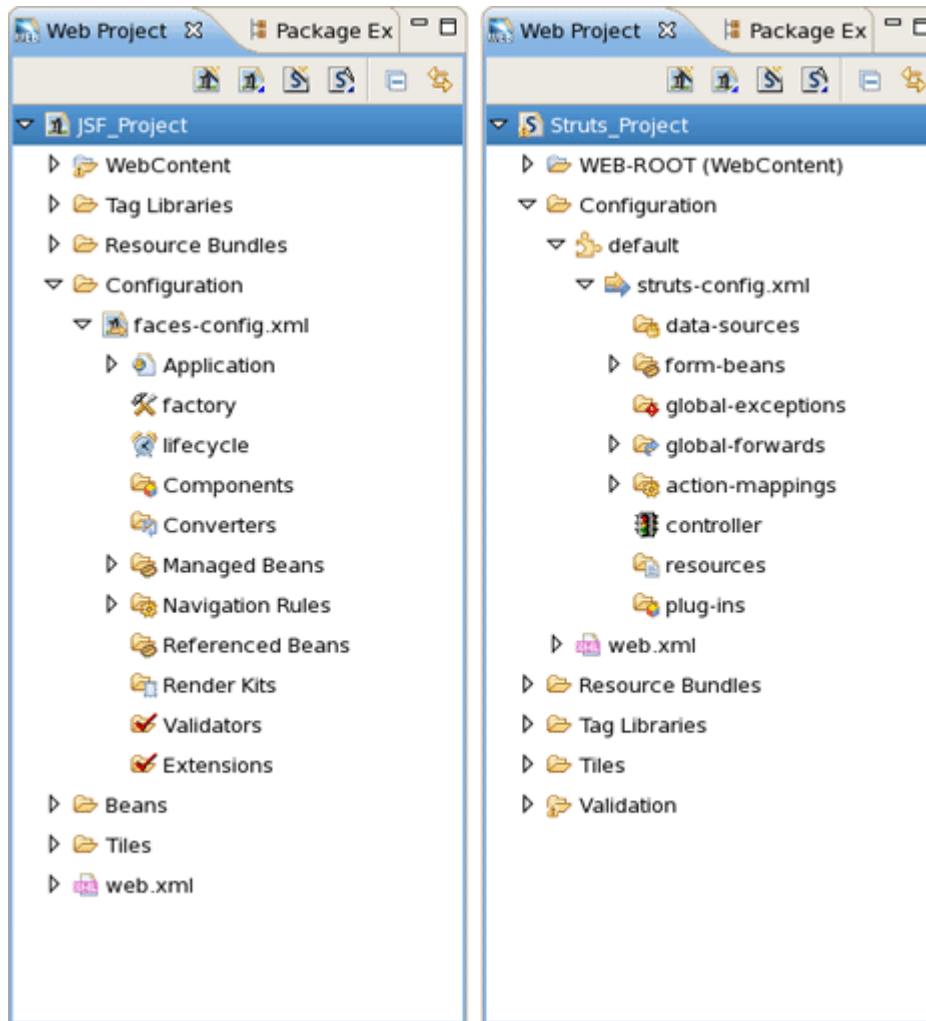 Web Project
Package Ex
JSF_Project
WebContent
Tag Libraries
Resource Bundles
Configuration
faces-config.xml
Application
factory
lifecycle
Components
Converters
Managed Beans
Navigation Rules
Referenced Beans
Render Kits
Validators
Extensions
Beans
Tiles
web.xml
Web Project
Package Ex
Struts_Project
WEB-ROOT (WebContent)
Configuration
default
struts-config.xml
data-sources
form-beans
global-exceptions
global-forwards
action-mappings
controller
resources
plug-ins
web.xml
Resource Bundles
Tag Libraries
Tiles
Validation